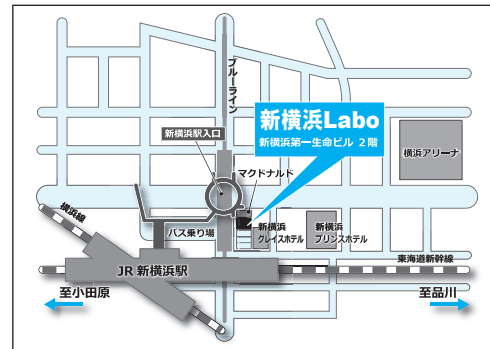 ブルーライン
新横浜Labo
新横浜第一生命ビル 2階
新横浜駅入口
横浜アリーナ
マクドナルド
横浜線
バス乗り場
新横浜
グレイスホテル
新横浜
プリンスホテル
東海道新幹線
JR 新横浜駅
至小田原
至品川